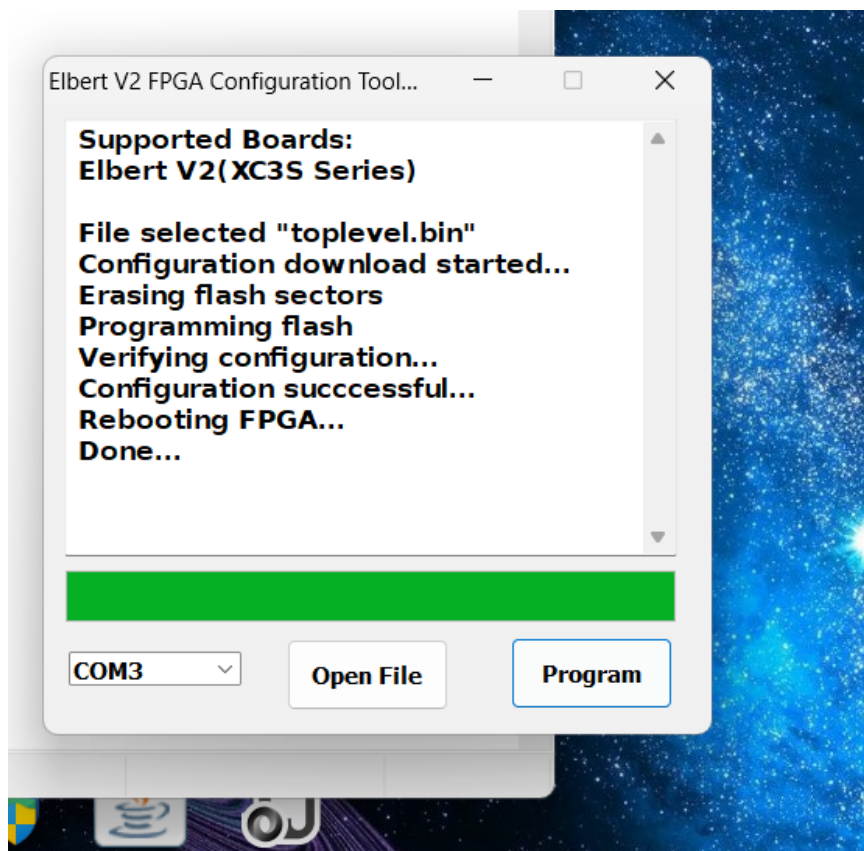 Elbert V2 FPGA Configuration Tool...
Supported Boards:
Elbert V2(XC3S Series)
File selected "toplevel.bin"
Configuration download started...
Erasing flash sectors
Programming flash
Verifying configuration...
Configuration succcessful...
Rebooting FPGA...
Done...
COM3
Open File
Program